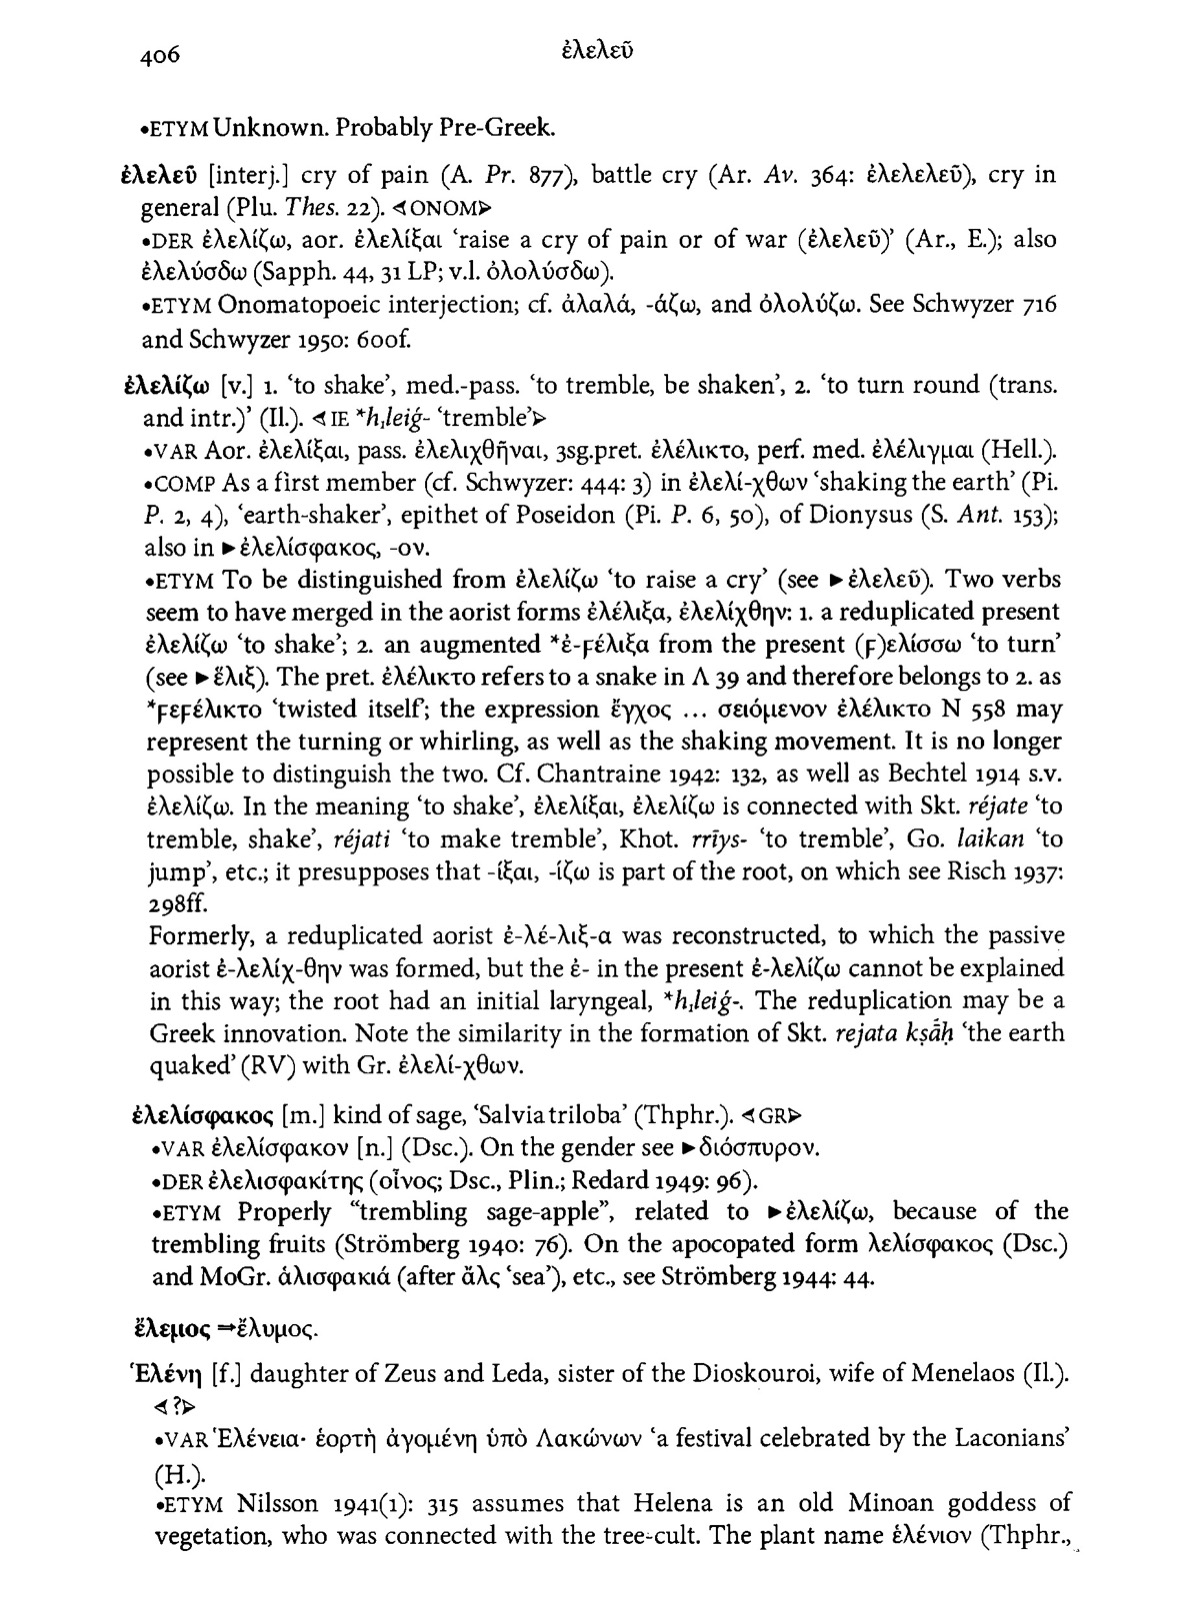 406
ἐλελεῦ
•ETYM Unknown. Probably Pre-Greek.
ἐλελεῦ [interj.] cry of pain (A. Pr. 877), battle cry (Ar. Av. 364: ἐλελελεῦ), cry in
general (Plu. Thes. 22). ⊲ONOM⊳
•DER ἐλελίζω, aor. ἐλελίξαι ‘raise a cry of pain or of war (ἐλελεῦ)’ (Ar., E.); also
ἐλελύσδω (Sapph. 44, 31 LP; v.l. ὀλολύσδω).
•ETYM Onomatopoeic interjection; cf. ἀλαλά, -άζω, and ὀλολύζω. See Schwyzer 716
and Schwyzer 1950: 600f.
ἐλελίζω [v.] 1. ‘to shake’, med.-pass. ‘to tremble, be shaken’, 2. ‘to turn round (trans.
and intr.)’ (Il.). ⊲IE *h₁leiǵ- ‘tremble’⊳
•VAR Aor. ἐλελίξαι, pass. ἐλελιχθῆναι, 3sg.pret. ἐλέλικτο, perf. med. ἐλέλιγμαι (Hell.).
•COMP As a first member (cf. Schwyzer: 444: 3) in ἐλελί-χθων ‘shaking the earth’ (Pi.
P. 2, 4), ‘earth-shaker’, epithet of Poseidon (Pi. P. 6, 50), of Dionysus (S. Ant. 153);
also in ►ἐλελίσφακος, -ον.
•ETYM To be distinguished from ἐλελίζω ‘to raise a cry’ (see ►ἐλελεῦ). Two verbs
seem to have merged in the aorist forms ἐλέλιξα, ἐλελίχθην: 1. a reduplicated present
ἐλελίζω ‘to shake’; 2. an augmented *ἐ-ϝέλιξα from the present (ϝ)ελίσσω ‘to turn’
(see ►ἕλιξ). The pret. ἐλέλικτο refers to a snake in Λ 39 and therefore belongs to 2. as
*ϝεϝέλικτο ‘twisted itself’; the expression ἔγχος ... σειόμενον ἐλέλικτο Ν 558 may
represent the turning or whirling, as well as the shaking movement. It is no longer
possible to distinguish the two. Cf. Chantraine 1942: 132, as well as Bechtel 1914 s.v.
ἐλελίζω. In the meaning ‘to shake’, ἐλελίξαι, ἐλελίζω is connected with Skt. réjate ‘to
tremble, shake’, réjati ‘to make tremble’, Khot. rrīys- ‘to tremble’, Go. laikan ‘to
jump’, etc.; it presupposes that -ίξαι, -ίζω is part of the root, on which see Risch 1937:
298ff.
Formerly, a reduplicated aorist ἐ-λέ-λιξ-α was reconstructed, to which the passive
aorist ἐ-λελίχ-θην was formed, but the ἐ- in the present ἐ-λελίζω cannot be explained
in this way; the root had an initial laryngeal, *h₁leiǵ-. The reduplication may be a
Greek innovation. Note the similarity in the formation of Skt. rejata kṣā́ḥ ‘the earth
quaked’ (RV) with Gr. ἐλελί-χθων.
ἐλελίσφακος [m.] kind of sage, ‘Salvia triloba’ (Thphr.). ⊲GR⊳
•VAR ἐλελίσφακον [n.] (Dsc.). On the gender see ►διόσπυρον.
•DER ἐλελισφακίτης (οἶνος; Dsc., Plin.; Redard 1949: 96).
•ETYM Properly “trembling sage-apple”, related to ►ἐλελίζω, because of the
trembling fruits (Strömberg 1940: 76). On the apocopated form λελίσφακος (Dsc.)
and MoGr. ἁλισφακιά (after ἅλς ‘sea’), etc., see Strömberg 1944: 44.
ἔλεμος ⇒ἔλυμος.
Ἑλένη [f.] daughter of Zeus and Leda, sister of the Dioskouroi, wife of Menelaos (Il.).
⊲?⊳
•VAR Ἑλένεια· ἑορτὴ ἀγομένη ὑπὸ Λακώνων ‘a festival celebrated by the Laconians’
(H.).
•ETYM Nilsson 1941(1): 315 assumes that Helena is an old Minoan goddess of
vegetation, who was connected with the tree-cult. The plant name ἑλένιον (Thphr.,